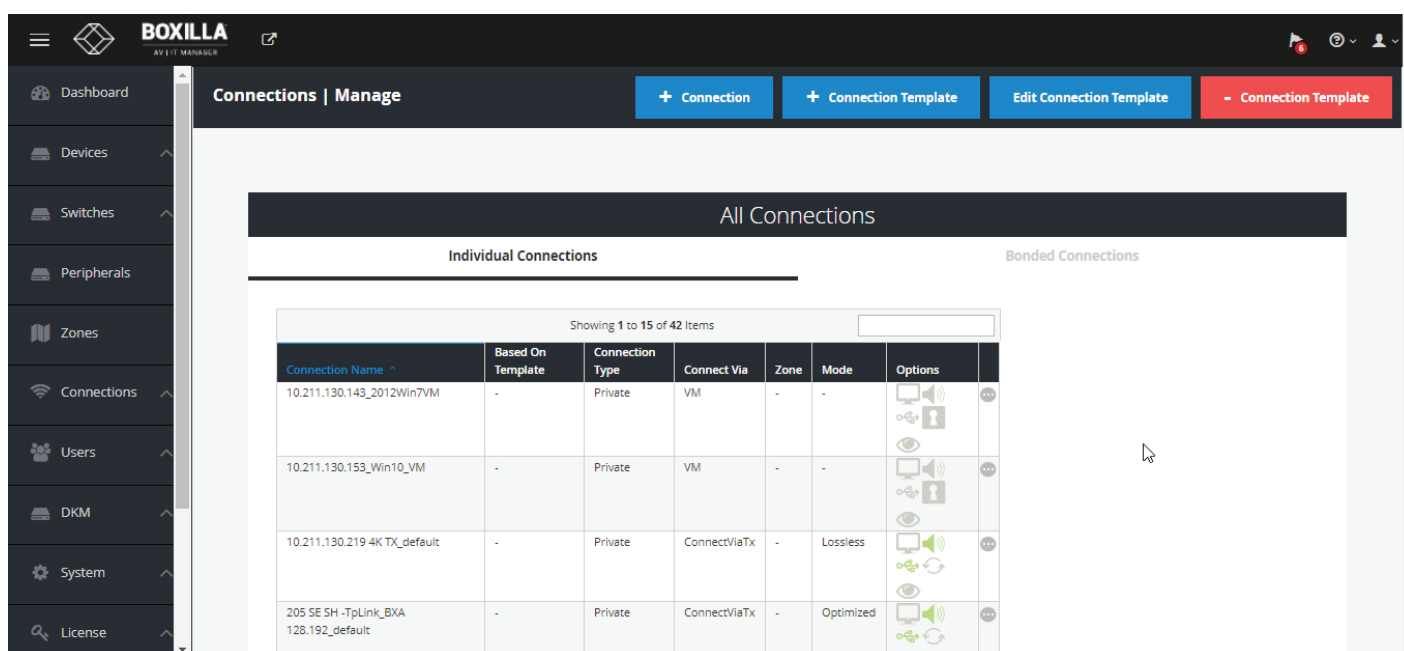 BOXILLA
AV | IT MANAGER
6
Dashboard
Devices
Switches
Peripherals
Zones
Connections
Users
DKM
System
License
Connections | Manage
+ Connection
+ Connection Template
Edit Connection Template
- Connection Template
All Connections
Individual Connections
Bonded Connections
Showing 1 to 15 of 42 Items
Connection Name Based On Template Connection Type Connect Via Zone Mode Options
10.211.130.143_2012Win7VM - Private VM - -
10.211.130.153_Win10_VM - Private VM - -
10.211.130.219 4K TX_default - Private ConnectViaTx - Lossless
205 SE SH -TpLink_BXA - Private ConnectViaTx - Optimized
128.192_default